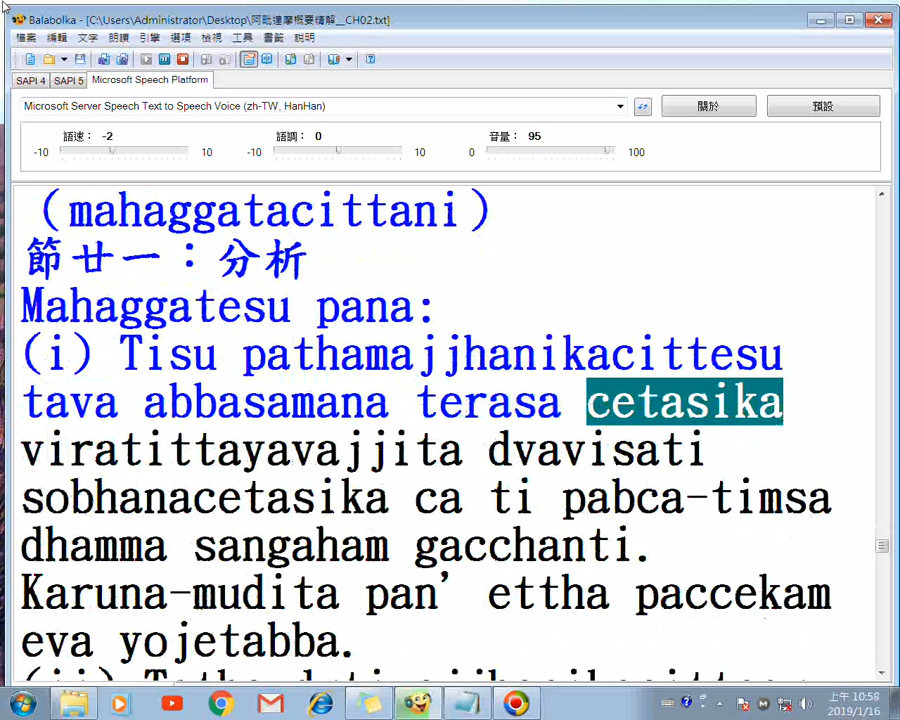 Balabolka - [C:\Users\Administrator\Desktop\阿毗達摩概要精解__CH02.txt]
檔案 編輯 文字 朗讀 引擎 選項 檢視 工具 書籤 說明
SAPI 4 SAPI 5 Microsoft Speech Platform
Microsoft Server Speech Text to Speech Voice (zh-TW, HanHan) 關於 預設
語速： -2 語調： 0 音量： 95
-10 10 -10 10 0 100
（mahaggatacittani）
節廿一：分析
Mahaggatesu pana:
(i) Tisu pathamajjhanikacittesu
tava abbasamana terasa cetasika
viratittayavajjita dvavisati
sobhanacetasika ca ti pabca-timsa
dhamma sangaham gacchanti.
Karuna-mudita pan’ ettha paccekam
eva yojetabba.
上午 10:58
2019/1/16